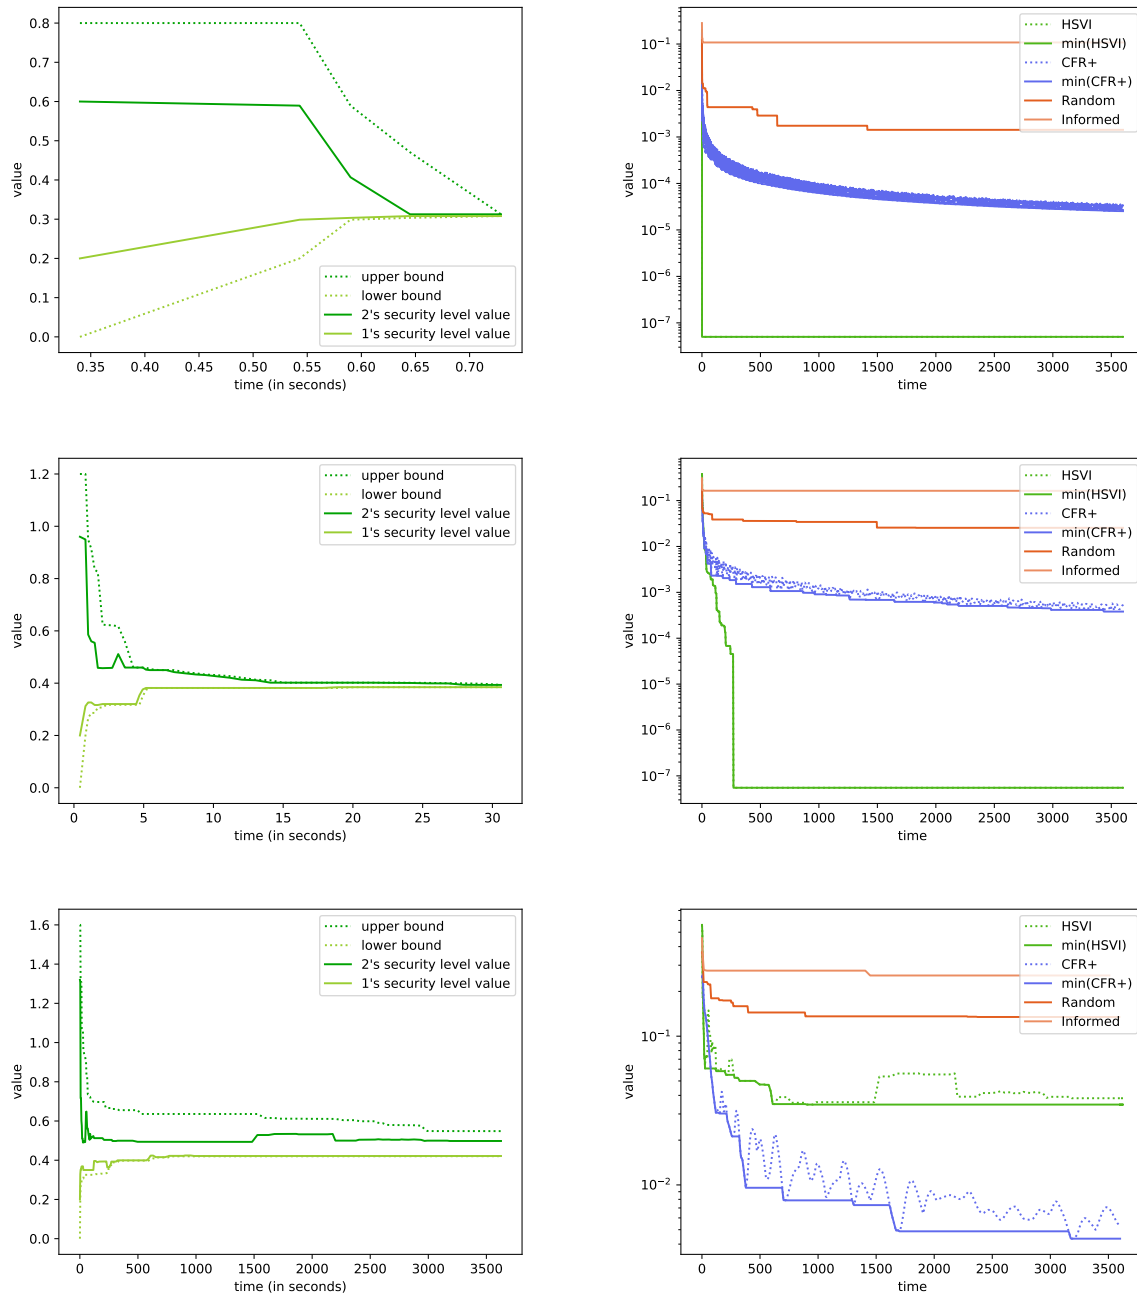 0.8
0.7
0.6
0.5
0.4
0.3
0.2
0.1
0.0
value
upper bound
lower bound
2's security level value
1's security level value
0.35 0.40 0.45 0.50 0.55 0.60 0.65 0.70
time (in seconds)
10⁻¹
10⁻²
10⁻³
10⁻⁴
10⁻⁵
10⁻⁶
10⁻⁷
value
HSVI
min(HSVI)
CFR+
min(CFR+)
Random
Informed
0 500 1000 1500 2000 2500 3000 3500
time
1.2
1.0
0.8
0.6
0.4
0.2
0.0
value
upper bound
lower bound
2's security level value
1's security level value
0 5 10 15 20 25 30
time (in seconds)
10⁻¹
10⁻²
10⁻³
10⁻⁴
10⁻⁵
10⁻⁶
10⁻⁷
value
HSVI
min(HSVI)
CFR+
min(CFR+)
Random
Informed
0 500 1000 1500 2000 2500 3000 3500
time
1.6
1.4
1.2
1.0
0.8
0.6
0.4
0.2
0.0
value
upper bound
lower bound
2's security level value
1's security level value
0 500 1000 1500 2000 2500 3000 3500
time (in seconds)
10⁻¹
10⁻²
value
HSVI
min(HSVI)
CFR+
min(CFR+)
Random
Informed
0 500 1000 1500 2000 2500 3000 3500
time